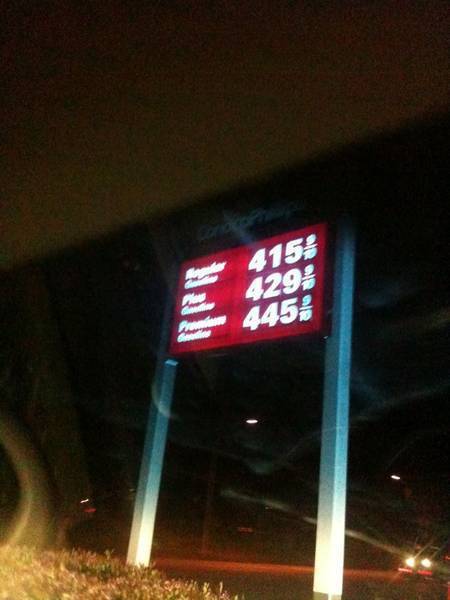 ConocoPhillips
Regular 415 9/10
Gasoline
Plus 429 9/10
Gasoline
Premium 445 9/10
Gasoline